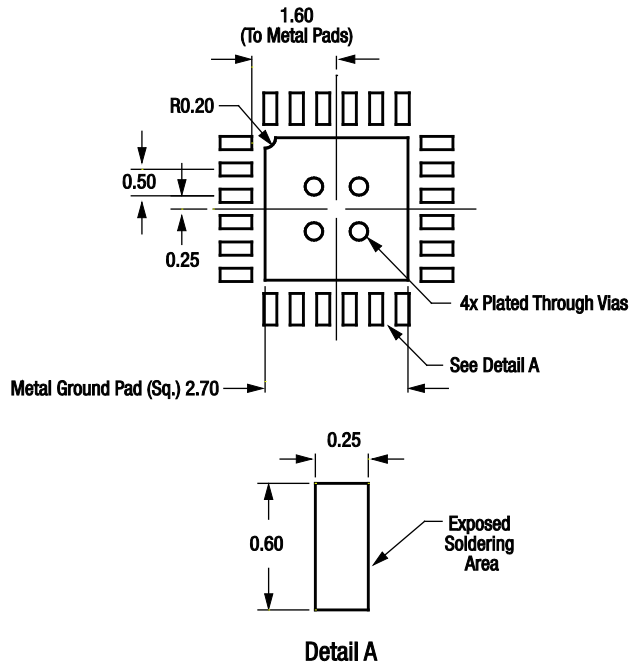 1.60
(To Metal Pads)
R0.20
0.50
0.25
4x Plated Through Vias
See Detail A
Metal Ground Pad (Sq.) 2.70
0.25
0.60
Exposed
Soldering
Area
Detail A